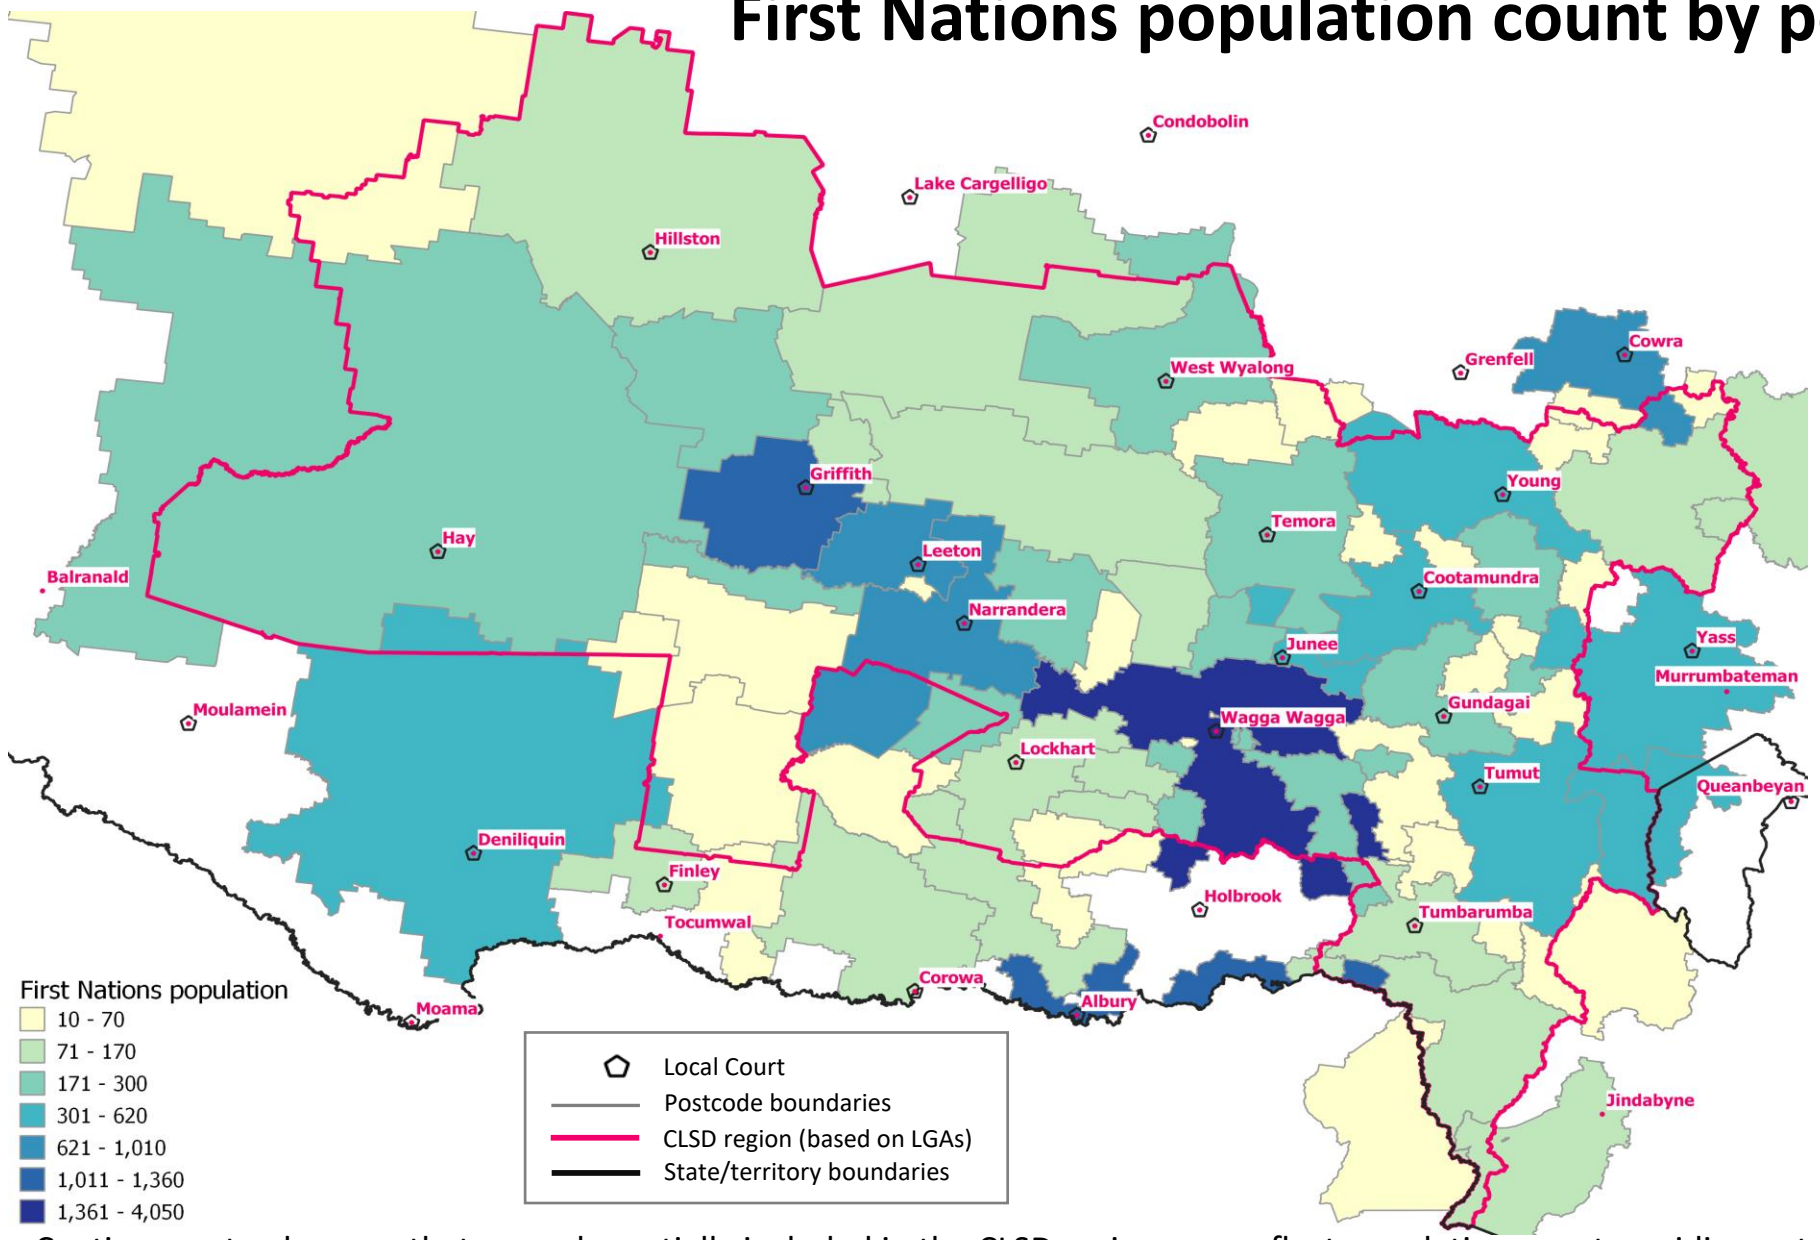 First Nations population count by p
Condobolin
Lake Cargelligo
Hillston
Cowra
Grenfell
West Wyalong
Griffith
Young
Temora
Hay
Leeton
Balranald
Cootamundra
Narrandera
Junee
Yass
Murrumbateman
Moulamein
Gundagai
Wagga Wagga
Lockhart
Tumut
Queanbeyan
Deniliquin
Finley
Holbrook
Tumbarumba
Tocumwal
Corowa
Albury
Moama
Jindabyne
First Nations population
10 - 70
71 - 170
171 - 300
301 - 620
621 - 1,010
1,011 - 1,360
1,361 - 4,050
Local Court
Postcode boundaries
CLSD region (based on LGAs)
State/territory boundaries